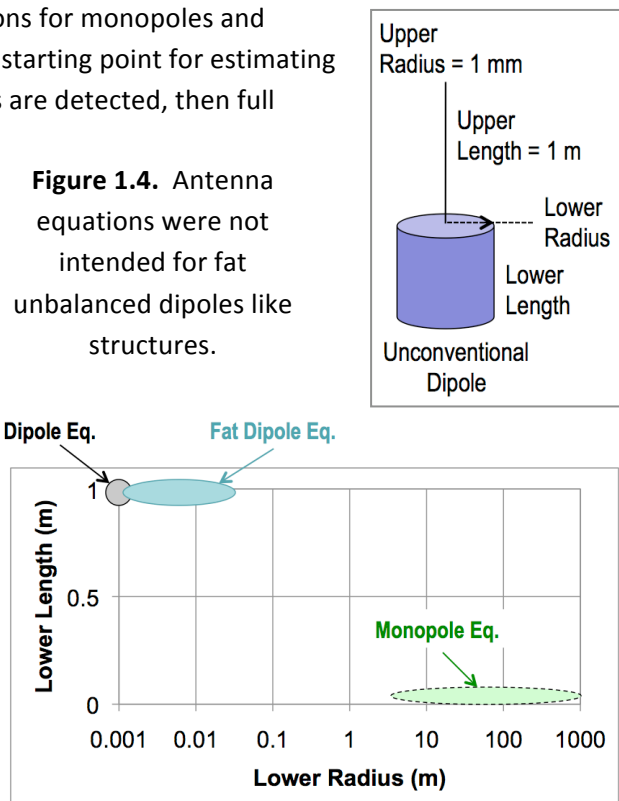 ons for monopoles and
starting point for estimating
s are detected, then full
Figure 1.4. Antenna
equations were not
intended for fat
unbalanced dipoles like
structures.
Upper
Radius = 1 mm
Upper
Length = 1 m
Lower
Radius
Lower
Length
Unconventional
Dipole
Dipole Eq.
Fat Dipole Eq.
Lower Length (m)
1
0.5
0
Monopole Eq.
0.001 0.01 0.1 1 10 100 1000
Lower Radius (m)